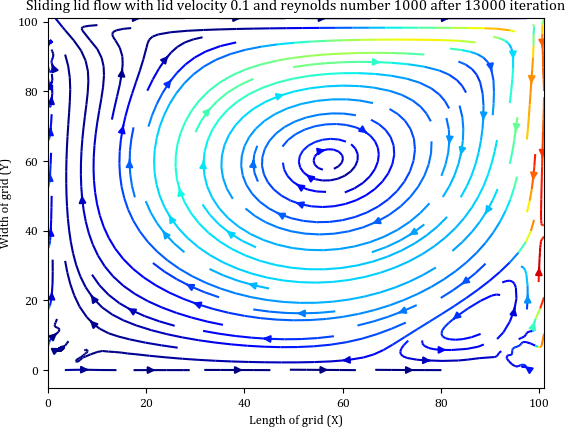 Sliding lid flow with lid velocity 0.1 and reynolds number 1000 after 13000 iteration
100
80
60
40
20
0
Width of grid (Y)
0 20 40 60 80 100
Length of grid (X)